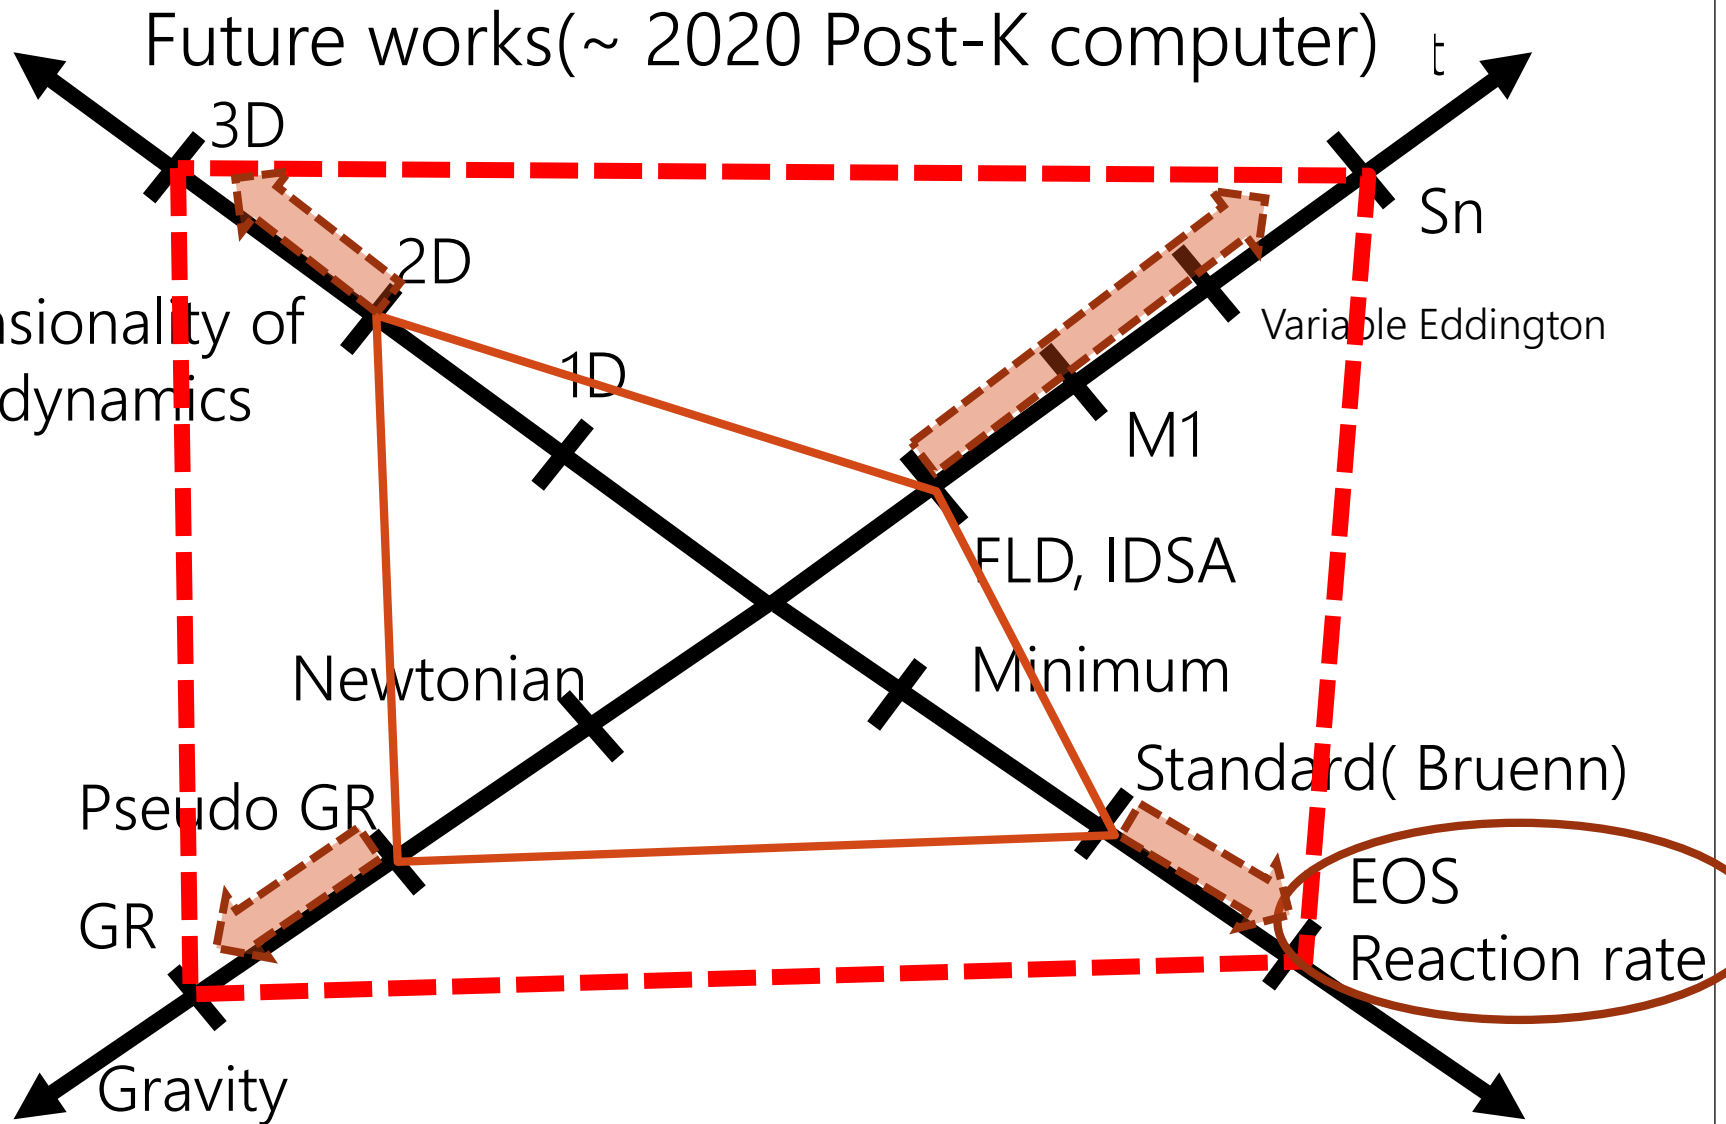 Future works(~ 2020 Post-K computer)
t
3D
Sn
2D
nsionality of
dynamics
Variable Eddington
1D
M1
FLD, IDSA
Newtonian
Minimum
Standard( Bruenn)
Pseudo GR
EOS
GR
Reaction rate
Gravity